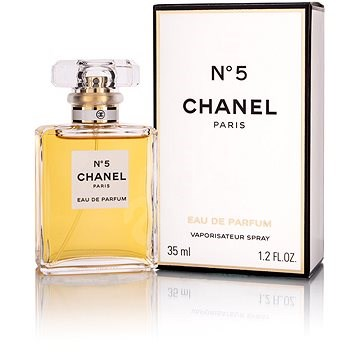 N°5
CHANEL
PARIS
EAU DE PARFUM
N°5
CHANEL
PARIS
EAU DE PARFUM
VAPORISATEUR SPRAY
35 ml 1.2 FL.OZ.